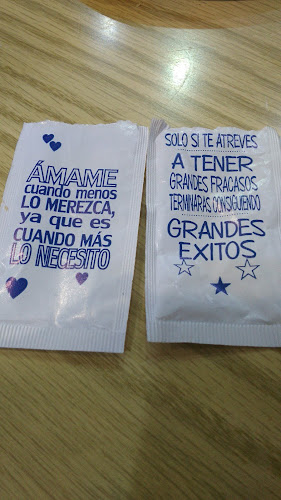 ÁMAME
cuando menos
LO MEREZCA,
ya que es
CUANDO MÁS
LO NECESITO
SOLO SI TE ATREVES
A TENER
GRANDES FRACASOS
TERMINARAS CONSIGUIENDO
GRANDES
EXITOS